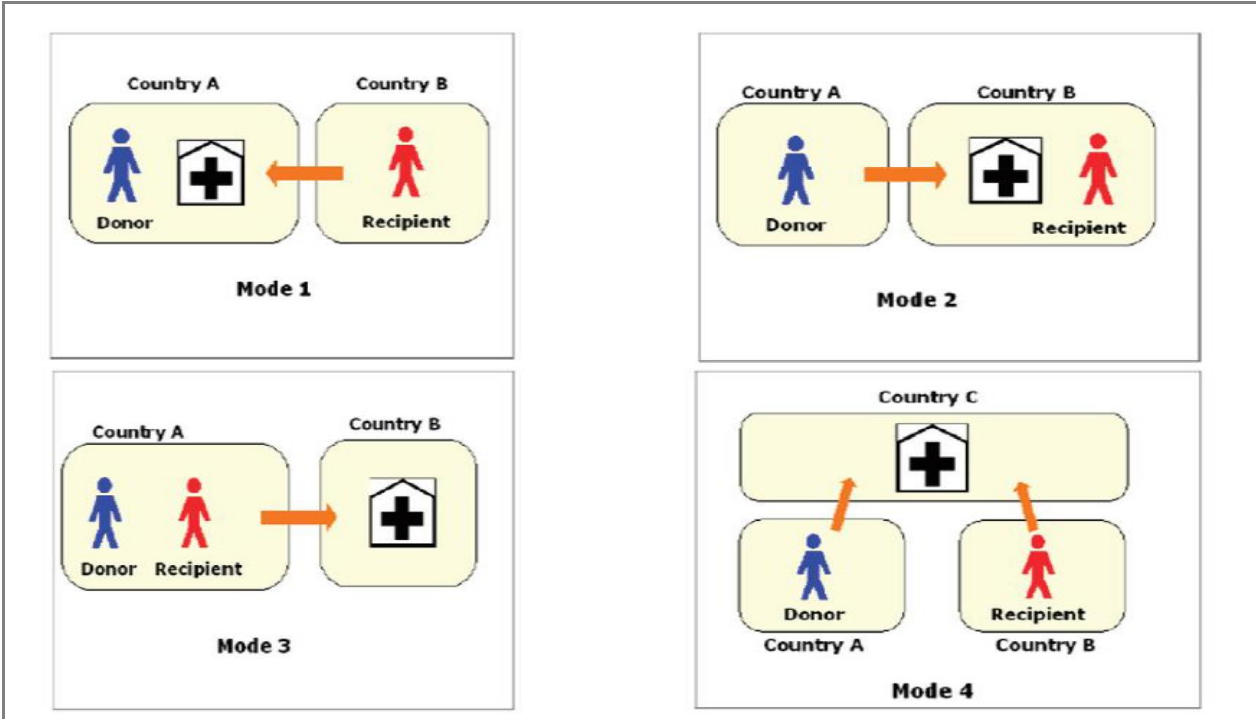 Country A
Country B
Donor
Recipient
Mode 1
Country A
Country B
Donor
Recipient
Mode 2
Country A
Country B
Donor Recipient
Mode 3
Country C
Donor
Recipient
Country A
Country B
Mode 4